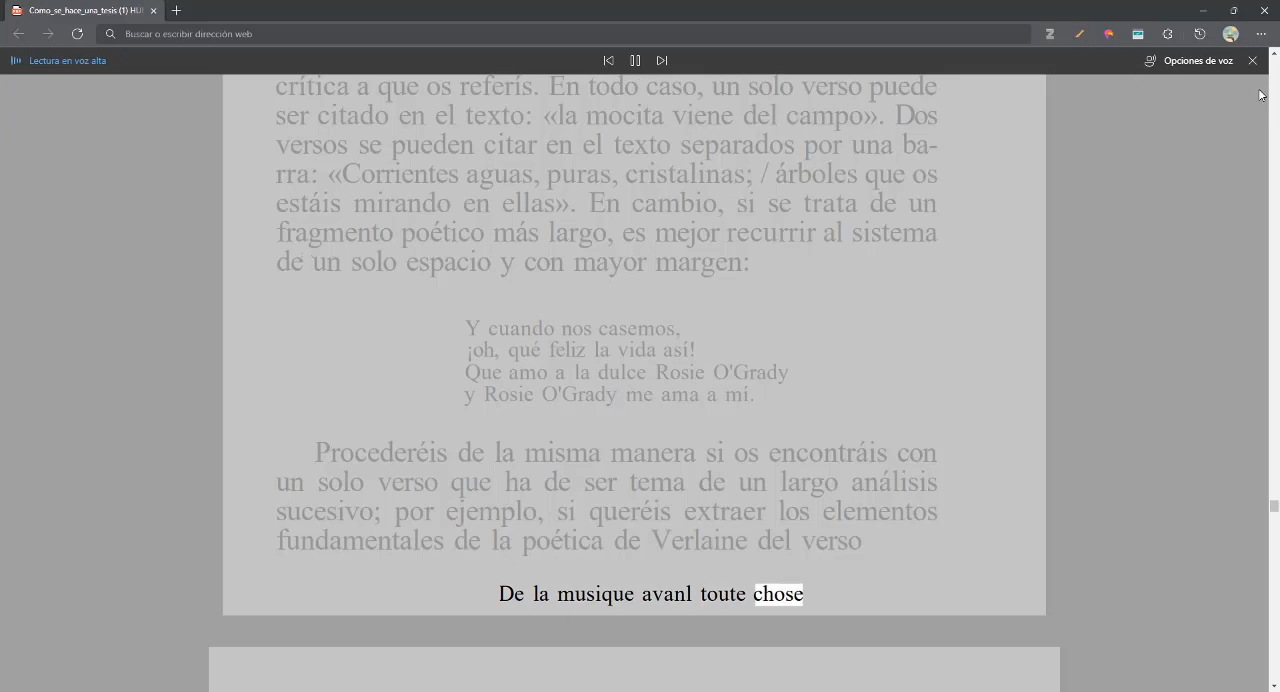 Como_se_hace_una_tesis (1) HU
Buscar o escribir dirección web
Lectura en voz alta
Opciones de voz
crítica a que os referís. En todo caso, un solo verso puede
ser citado en el texto: «la mocita viene del campo». Dos
versos se pueden citar en el texto separados por una ba-
rra: «Corrientes aguas, puras, cristalinas; / árboles que os
estáis mirando en ellas». En cambio, si se trata de un
fragmento poético más largo, es mejor recurrir al sistema
de un solo espacio y con mayor margen:
Y cuando nos casemos,
¡oh, qué feliz la vida así!
Que amo a la dulce Rosie O'Grady
y Rosie O'Grady me ama a mí.
Procederéis de la misma manera si os encontráis con
un solo verso que ha de ser tema de un largo análisis
sucesivo; por ejemplo, si queréis extraer los elementos
fundamentales de la poética de Verlaine del verso
De la musique avanl toute chose